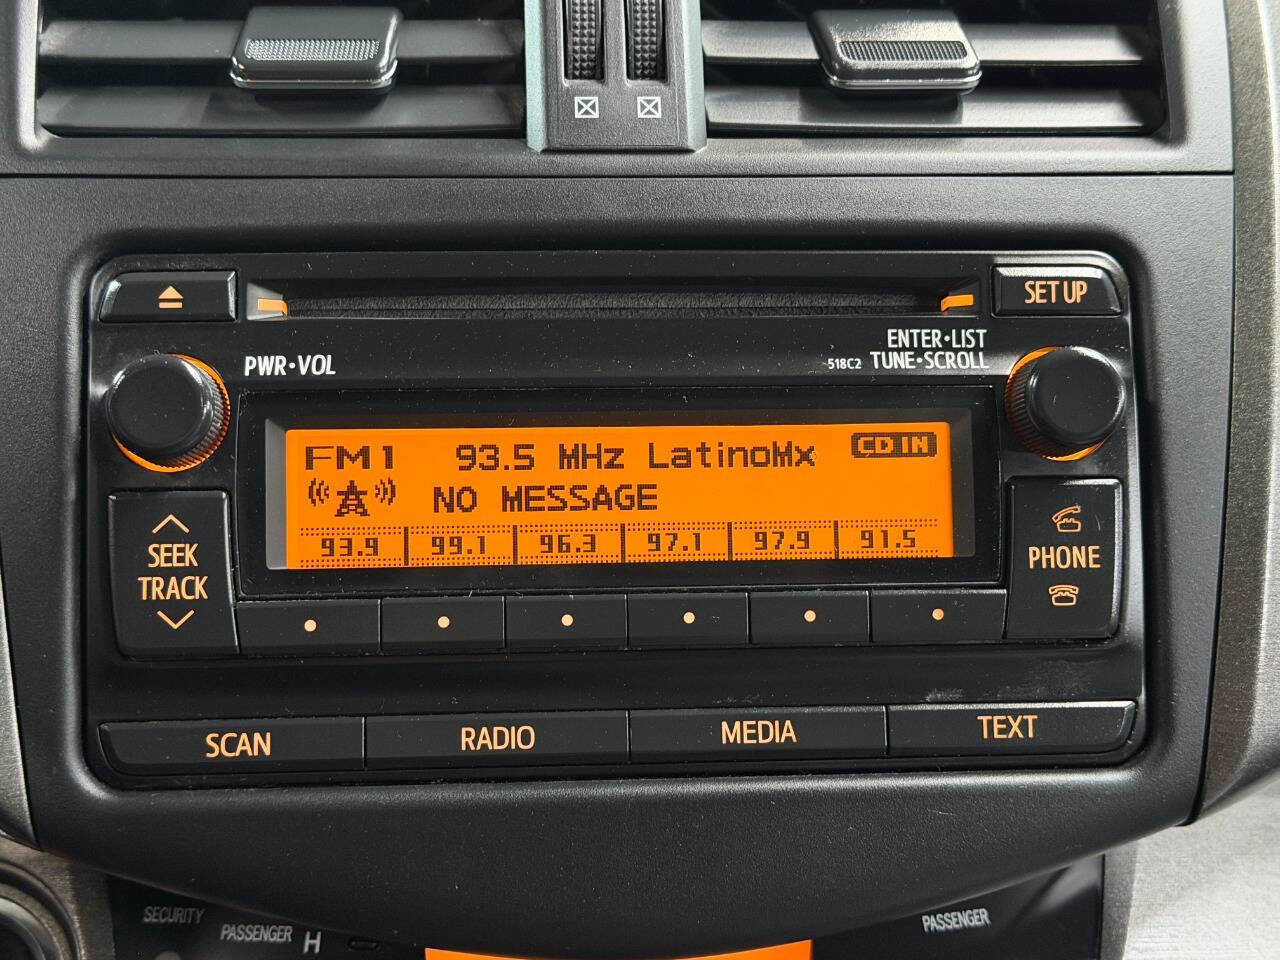 SET UP
PWR•VOL
ENTER•LIST
518C2 TUNE•SCROLL
FM1 93.5 MHz LatinoMx CD IN
NO MESSAGE
93.9 99.1 96.3 97.1 97.9 91.5
SEEK
TRACK
PHONE
SCAN RADIO MEDIA TEXT
SECURITY
PASSENGER H
PASSENGER